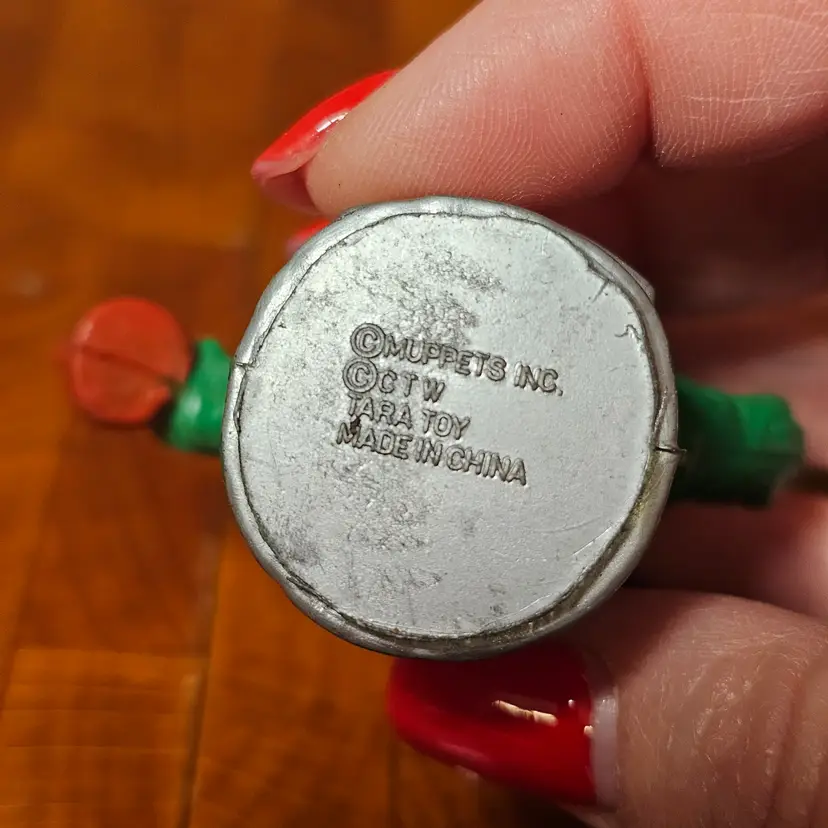 ©MUPPETS INC.
©CTW
TARA TOY
MADE IN CHINA